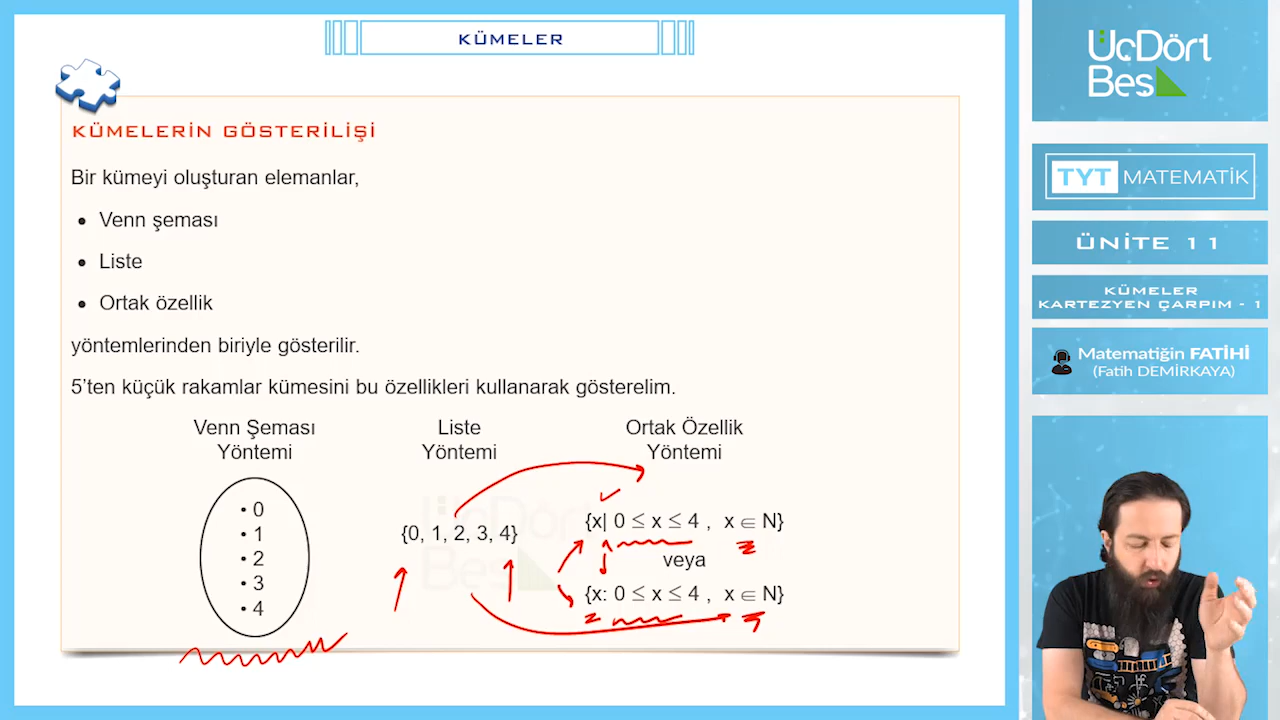 KÜMELER
KÜMELERİN GÖSTERİLİŞİ
Bir kümeyi oluşturan elemanlar,
• Venn şeması
• Liste
• Ortak özellik
yöntemlerinden biriyle gösterilir.
5’ten küçük rakamlar kümesini bu özellikleri kullanarak gösterelim.
Venn Şeması
Yöntemi
• 0
• 1
• 2
• 3
• 4
Liste
Yöntemi
{0, 1, 2, 3, 4}
Ortak Özellik
Yöntemi
{x| 0 ≤ x ≤ 4 , x ∈ N}
veya
{x: 0 ≤ x ≤ 4 , x ∈ N}
ÜçDört
Beş
ÜçDört
Beş
TYT MATEMATİK
ÜNİTE 11
KÜMELER
KARTEZYEN ÇARPIM - 1
Matematiğin FATİHİ
(Fatih DEMİRKAYA)